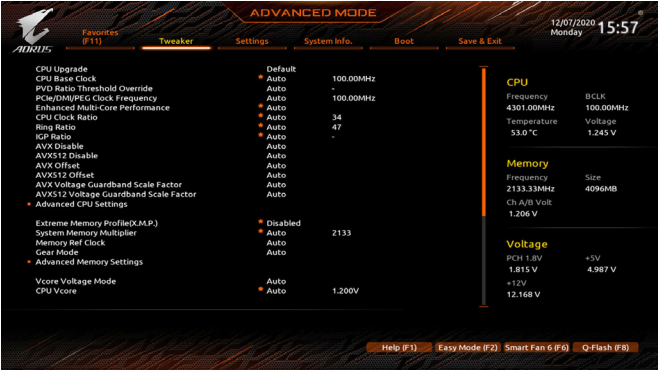 ADVANCED MODE
12/07/2020 Monday 15:57
AORUS
Favorites (F11) Tweaker Settings System Info. Boot Save & Exit
CPU Upgrade Default
CPU Base Clock * Auto 100.00MHz
PVD Ratio Threshold Override Auto -
PCIe/DMI/PEG Clock Frequency Auto 100.00MHz
Enhanced Multi-Core Performance * Auto
CPU Clock Ratio * Auto 34
Ring Ratio * Auto 47
IGP Ratio * Auto -
AVX Disable Auto
AVX512 Disable Auto
AVX Offset Auto
AVX512 Offset Auto
AVX Voltage Guardband Scale Factor Auto
AVX512 Voltage Guardband Scale Factor Auto
Advanced CPU Settings
Extreme Memory Profile(X.M.P.) * Disabled
System Memory Multiplier * Auto 2133
Memory Ref Clock Auto
Gear Mode Auto
Advanced Memory Settings
Vcore Voltage Mode Auto
CPU Vcore * Auto 1.200V
CPU
Frequency BCLK
4301.00MHz 100.00MHz
Temperature Voltage
53.0 °C 1.245 V
Memory
Frequency Size
2133.33MHz 4096MB
Ch A/B Volt
1.206 V
Voltage
PCH 1.8V +5V
1.815 V 4.987 V
+12V
12.168 V
Help (F1) Easy Mode (F2) Smart Fan 6 (F6) Q-Flash (F8)